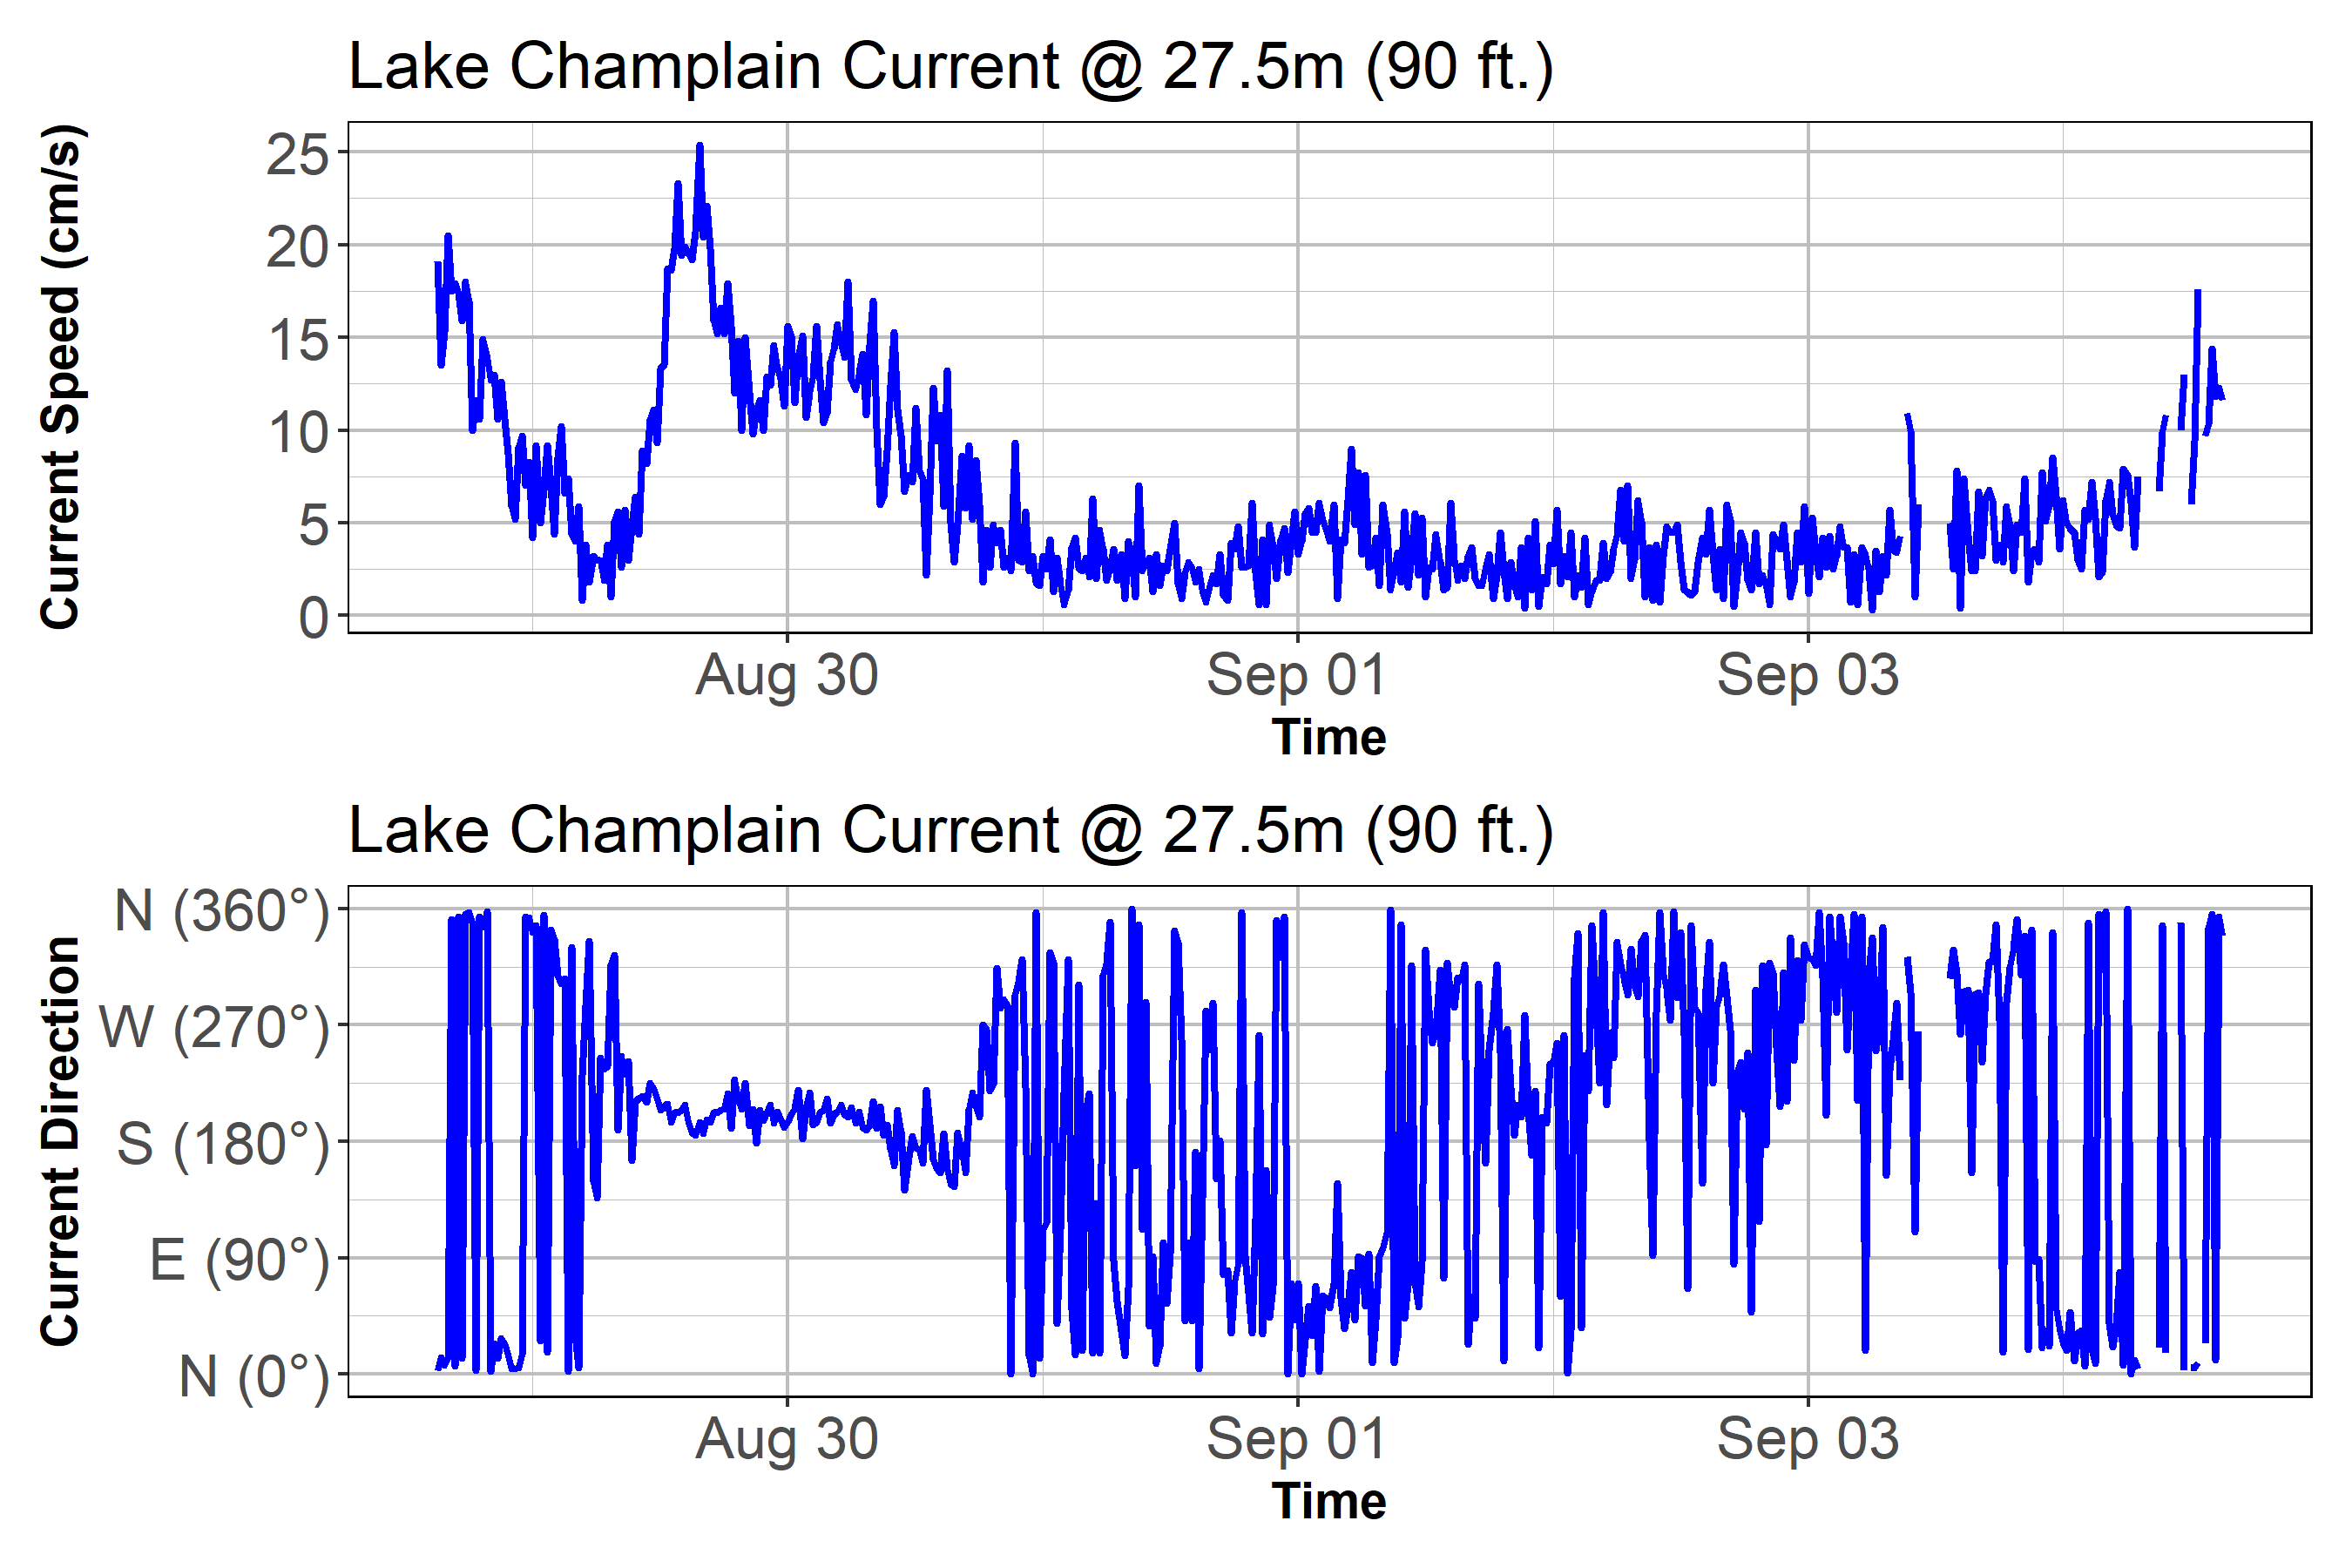 Lake Champlain Current @ 27.5m (90 ft.)
Current Speed (cm/s)
25
20
15
10
5
0
Aug 30 Sep 01 Sep 03
Time
Lake Champlain Current @ 27.5m (90 ft.)
Current Direction
N (360°)
W (270°)
S (180°)
E (90°)
N (0°)
Aug 30 Sep 01 Sep 03
Time